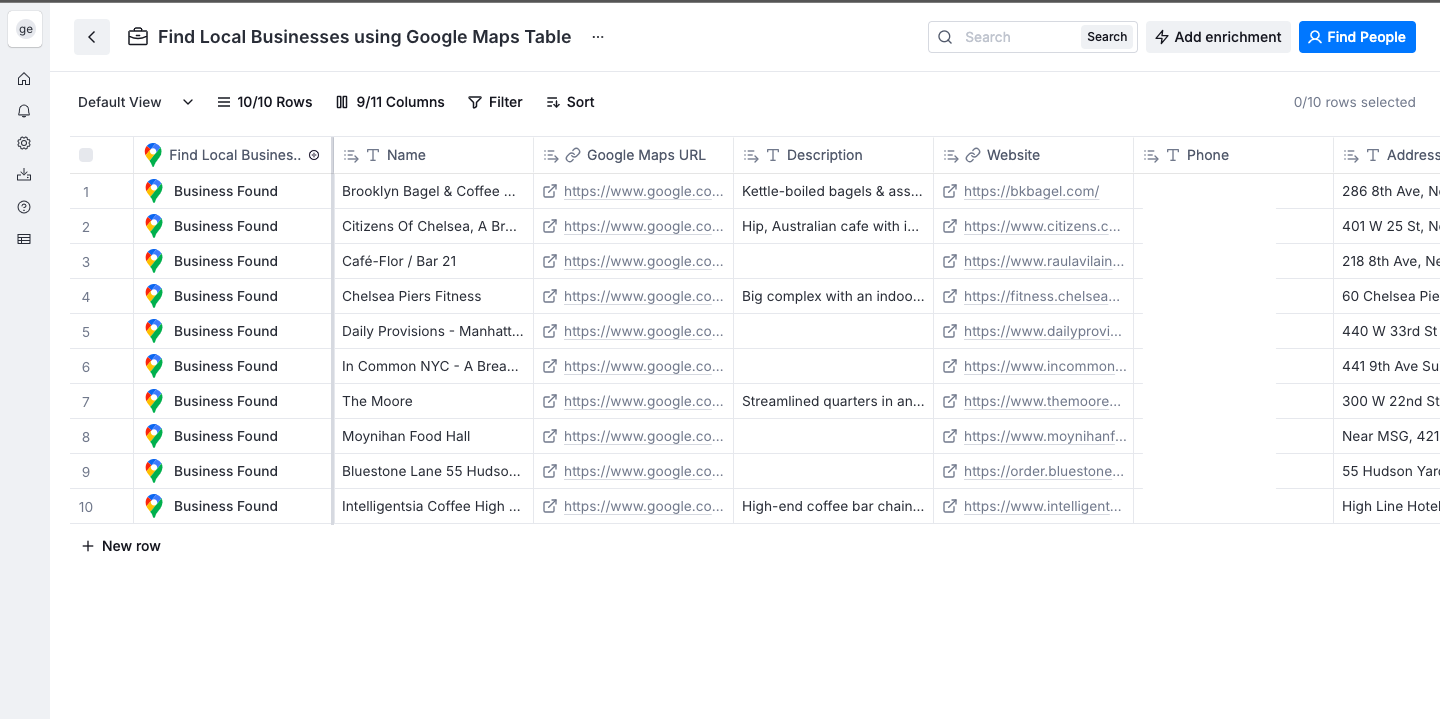 ge
Find Local Businesses using Google Maps Table ···
Search Search
Add enrichment
Find People
Default View 10/10 Rows 9/11 Columns Filter Sort 0/10 rows selected
Find Local Busines.. Name Google Maps URL Description Website Phone Address
1 Business Found Brooklyn Bagel & Coffee ... https://www.google.co... Kettle-boiled bagels & ass... https://bkbagel.com/ 286 8th Ave, N
2 Business Found Citizens Of Chelsea, A Br... https://www.google.co... Hip, Australian cafe with i... https://www.citizens.c... 401 W 25 St, N
3 Business Found Café-Flor / Bar 21 https://www.google.co... https://www.raulavilain... 218 8th Ave, Ne
4 Business Found Chelsea Piers Fitness https://www.google.co... Big complex with an indoo... https://fitness.chelsea... 60 Chelsea Pie
5 Business Found Daily Provisions - Manhatt... https://www.google.co... https://www.dailyprovi... 440 W 33rd St
6 Business Found In Common NYC - A Brea... https://www.google.co... https://www.incommon... 441 9th Ave Su
7 Business Found The Moore https://www.google.co... Streamlined quarters in an... https://www.themoore... 300 W 22nd St
8 Business Found Moynihan Food Hall https://www.google.co... https://www.moynihanf... Near MSG, 421
9 Business Found Bluestone Lane 55 Hudso... https://www.google.co... https://order.bluestone... 55 Hudson Yar
10 Business Found Intelligentsia Coffee High ... https://www.google.co... High-end coffee bar chain... https://www.intelligent... High Line Hotel
New row